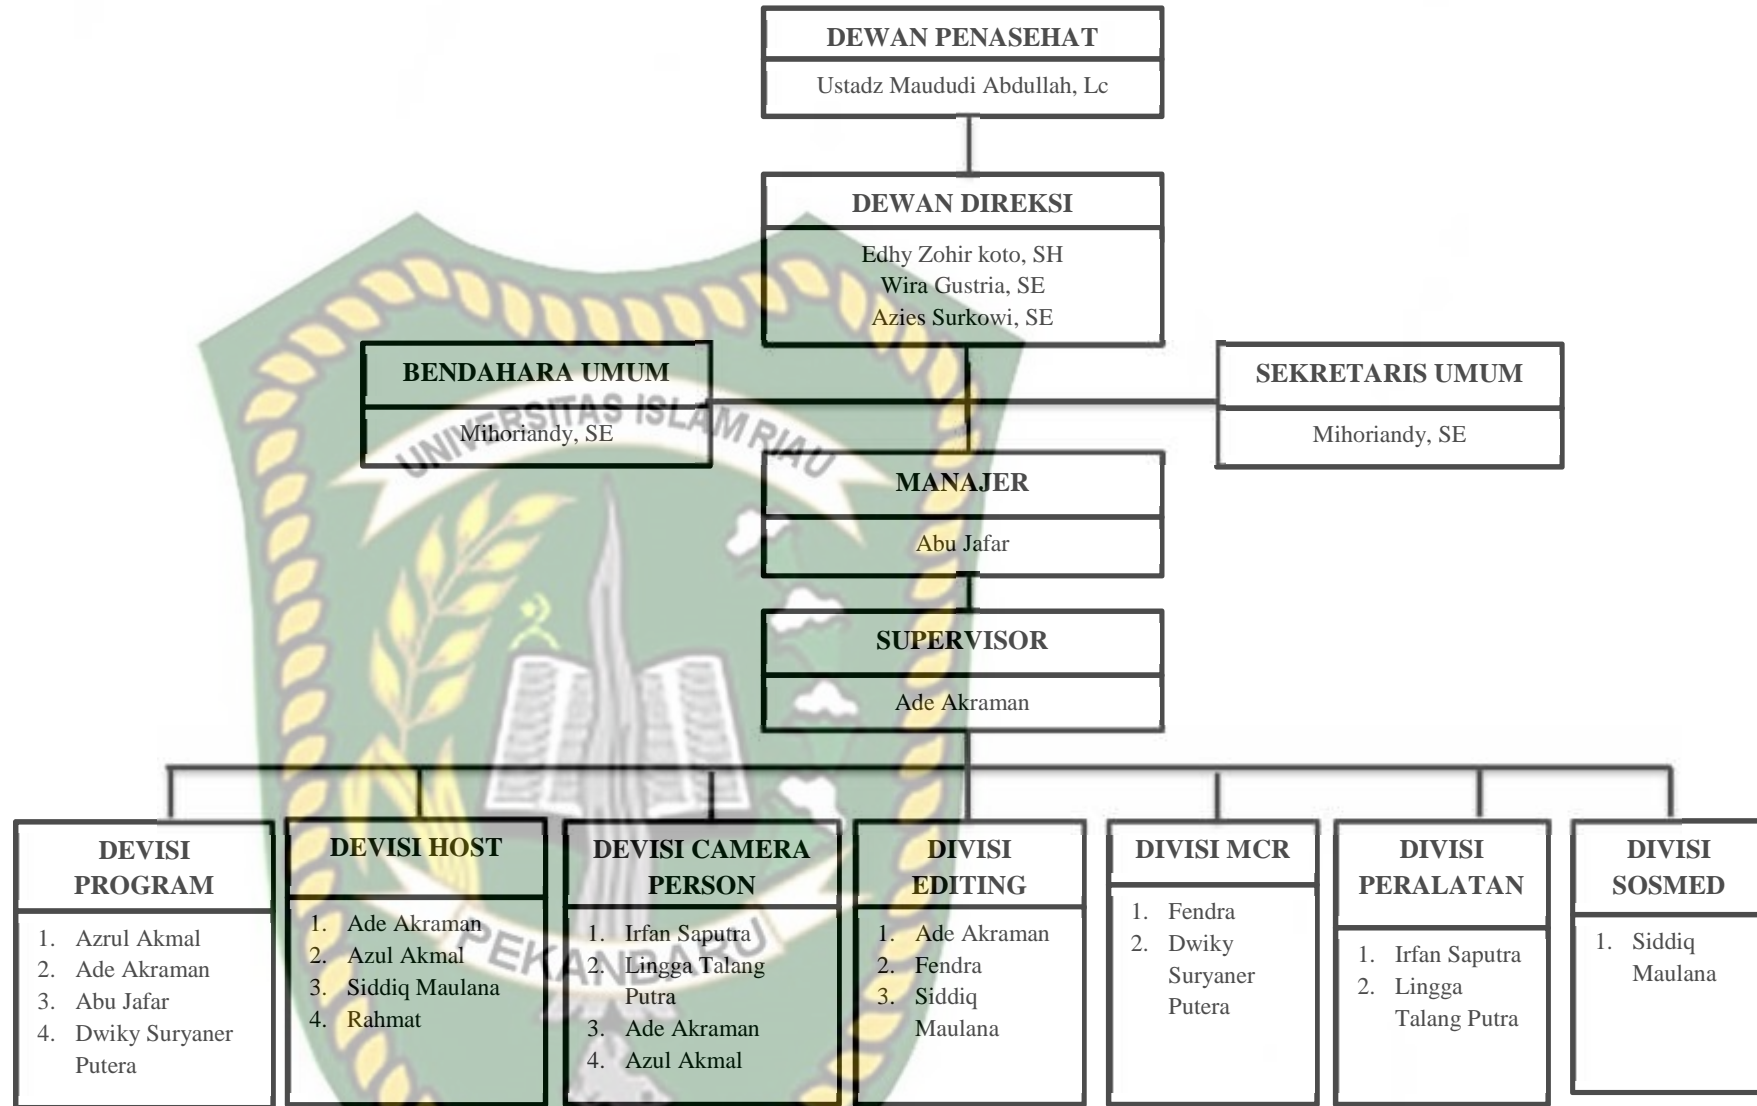 DEWAN PENASEHAT
Ustadz Maududi Abdullah, Lc
DEWAN DIREKSI
Edhy Zohir koto, SH
Wira Gustria, SE
Azies Surkowi, SE
BENDAHARA UMUM
Mihoriandy, SE
SEKRETARIS UMUM
Mihoriandy, SE
UNIVERSITAS ISLAM RIAU
MANAJER
Abu Jafar
SUPERVISOR
Ade Akraman
DEVISI
PROGRAM
1. Azrul Akmal
2. Ade Akraman
3. Abu Jafar
4. Dwiky Suryaner
Putera
DEVISI HOST
1. Ade Akraman
2. Azul Akmal
3. Siddiq Maulana
4. Rahmat
DEVISI CAMERA
PERSON
1. Irfan Saputra
2. Lingga Talang
Putra
3. Ade Akraman
4. Azul Akmal
DIVISI
EDITING
1. Ade Akraman
2. Fendra
3. Siddiq
Maulana
DIVISI MCR
1. Fendra
2. Dwiky
Suryaner
Putera
DIVISI
PERALATAN
1. Irfan Saputra
2. Lingga
Talang Putra
DIVISI
SOSMED
1. Siddiq
Maulana
PEKANBARU